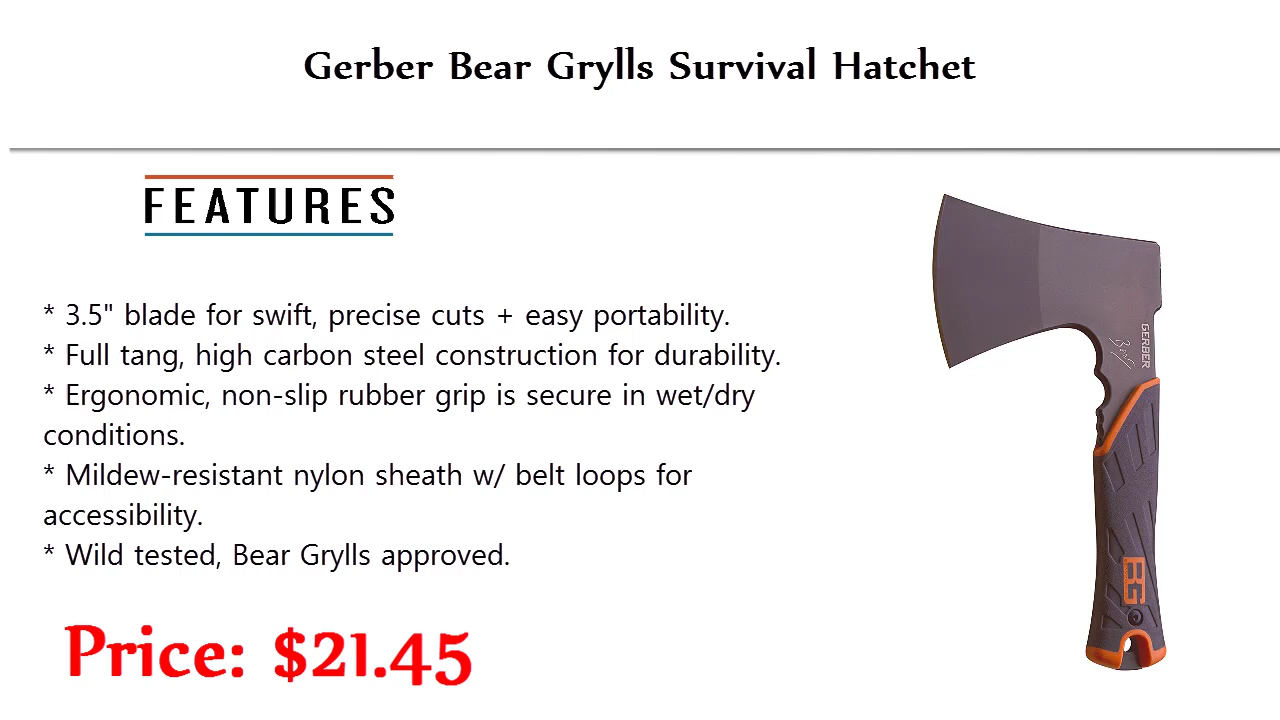 Gerber Bear Grylls Survival Hatchet
FEATURES
* 3.5" blade for swift, precise cuts + easy portability.
* Full tang, high carbon steel construction for durability.
* Ergonomic, non-slip rubber grip is secure in wet/dry
conditions.
* Mildew-resistant nylon sheath w/ belt loops for
accessibility.
* Wild tested, Bear Grylls approved.
Price: $21.45
GERBER
Bear
BG